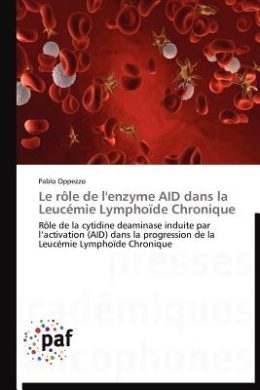 Pablo Oppezzo
Le rôle de l'enzyme AID dans la
Leucémie Lymphoïde Chronique
Rôle de la cytidine deaminase induite par
l'activation (AID) dans la progression de la
Leucémie Lymphoïde Chronique
presses
académiques
francophones
paf